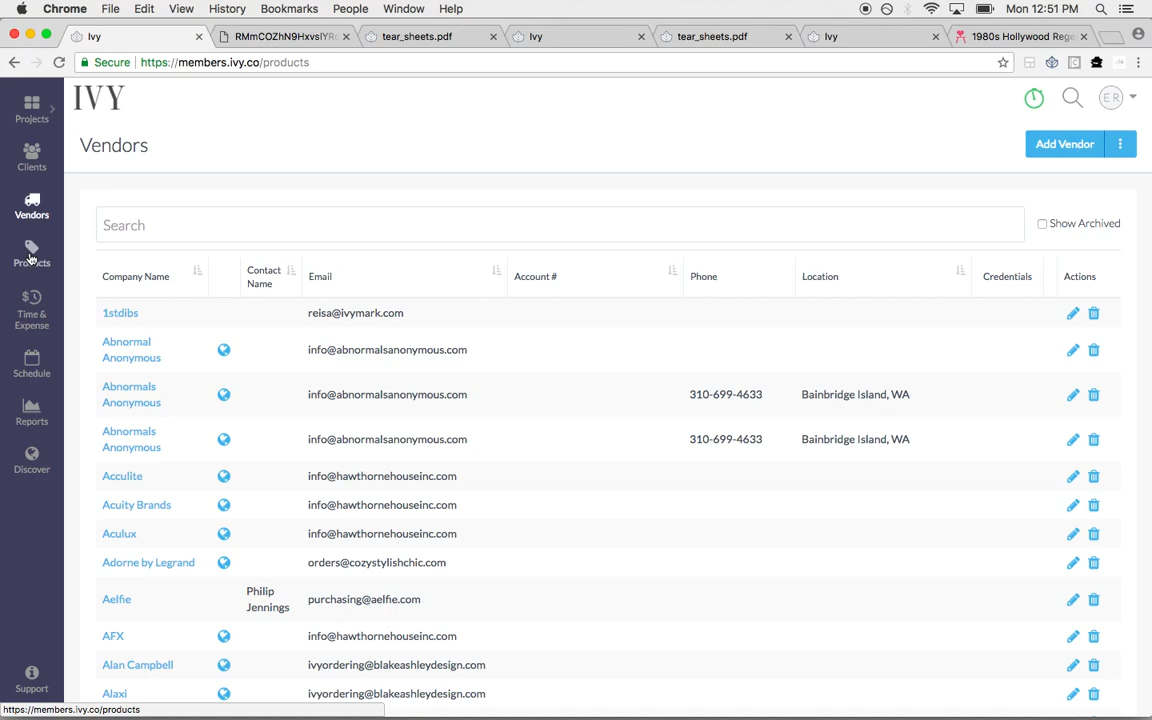 Chrome File Edit View History Bookmarks People Window Help Mon 12:51 PM
Ivy RMmCOZhN9HxvsIYRc tear_sheets.pdf Ivy tear_sheets.pdf Ivy 1980s Hollywood Rege
Secure https://members.ivy.co/products
IVY
ER
Projects
Clients
Vendors
Products
Time &
Expense
Schedule
Reports
Discover
Support
Vendors
Add Vendor
Search
Show Archived
Company Name Contact Name Email Account # Phone Location Credentials Actions
1stdibs reisa@ivymark.com
Abnormal Anonymous info@abnormalsanonymous.com
Abnormals Anonymous info@abnormalsanonymous.com 310-699-4633 Bainbridge Island, WA
Abnormals Anonymous info@abnormalsanonymous.com 310-699-4633 Bainbridge Island, WA
Acculite info@hawthornehouseinc.com
Acuity Brands info@hawthornehouseinc.com
Aculux info@hawthornehouseinc.com
Adorne by Legrand orders@cozystylishchic.com
Aelfie Philip Jennings purchasing@aelfie.com
AFX info@hawthornehouseinc.com
Alan Campbell ivyordering@blakeashleydesign.com
Alaxi ivyordering@blakeashleydesign.com
https://members.ivy.co/products